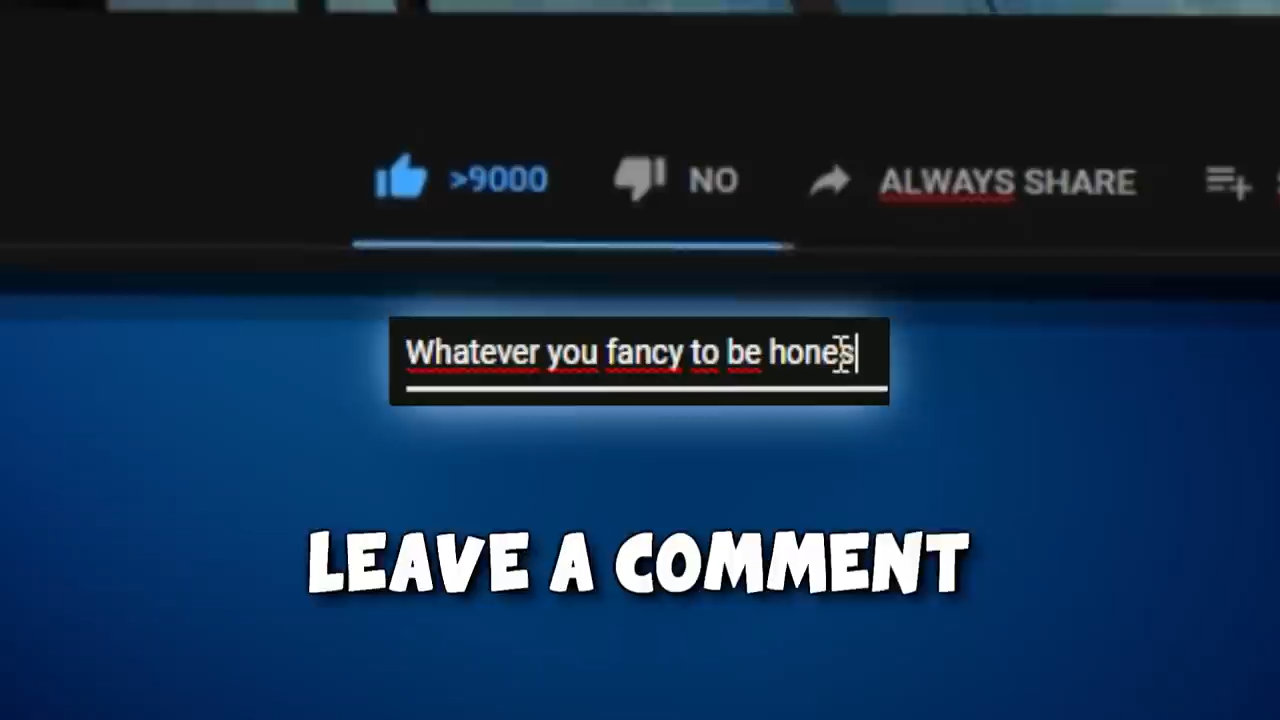 >9000 NO ALWAYS SHARE
Whatever you fancy to be hones
LEAVE A COMMENT